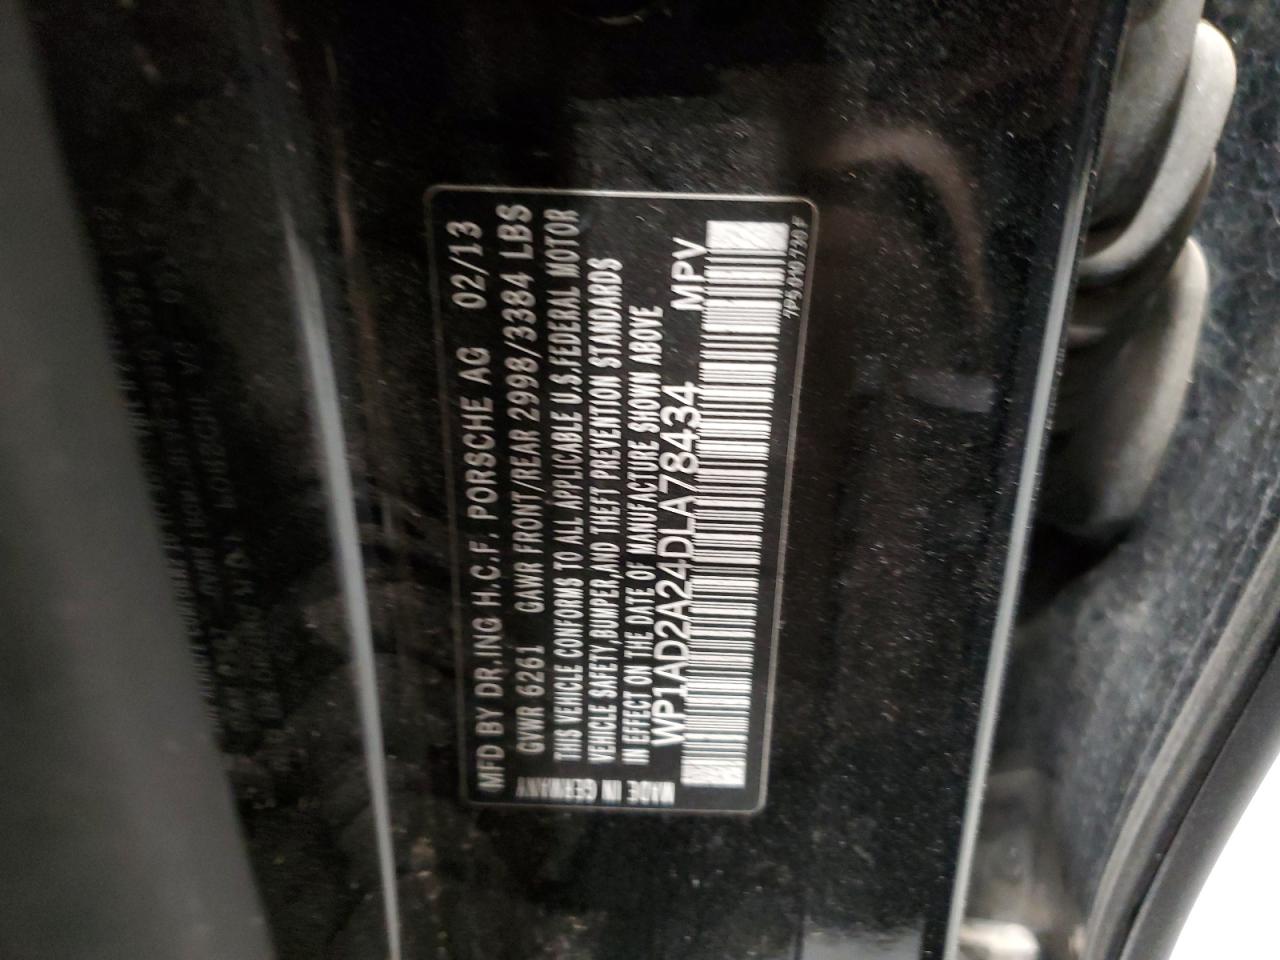 MFD BY DR.ING H.C.F. PORSCHE AG 02/13
GVWR 6261 GAWR FRONT/REAR 2998/3384 LBS
THIS VEHICLE CONFORMS TO ALL APPLICABLE U.S.FEDERAL MOTOR
VEHICLE SAFETY,BUMPER,AND THEFT PREVENTION STANDARDS
IN EFFECT ON THE DATE OF MANUFACTURE SHOWN ABOVE
WP1AD2A24DLA78434 MPV
MADE IN GERMANY